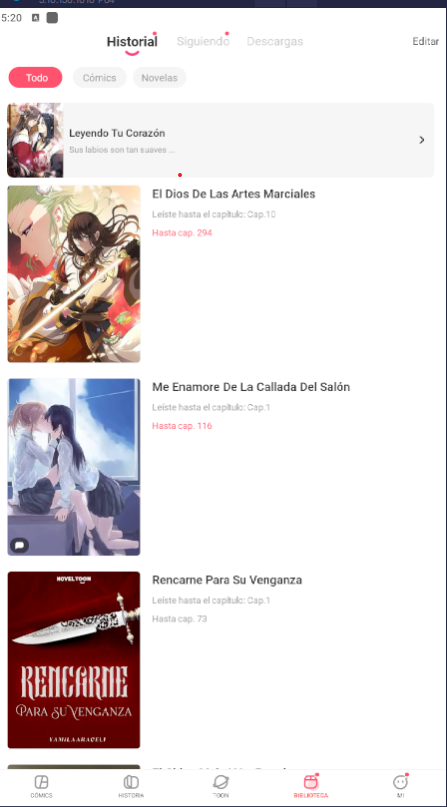 5:20
Historial Siguiendo Descargas Editar
Todo Cómics Novelas
Leyendo Tu Corazón
Sus labios son tan suaves ...
El Dios De Las Artes Marciales
Leíste hasta el capítulo: Cap.10
Hasta cap. 294
Me Enamore De La Callada Del Salón
Leíste hasta el capítulo: Cap.1
Hasta cap. 116
NOVELTOON
RENCARNE
PARA SU VENGANZA
YAMILA ARACELI
Rencarne Para Su Venganza
Leíste hasta el capítulo: Cap.1
Hasta cap. 73
CÓMICS HISTORIA TOON BIBLIOTECA MI